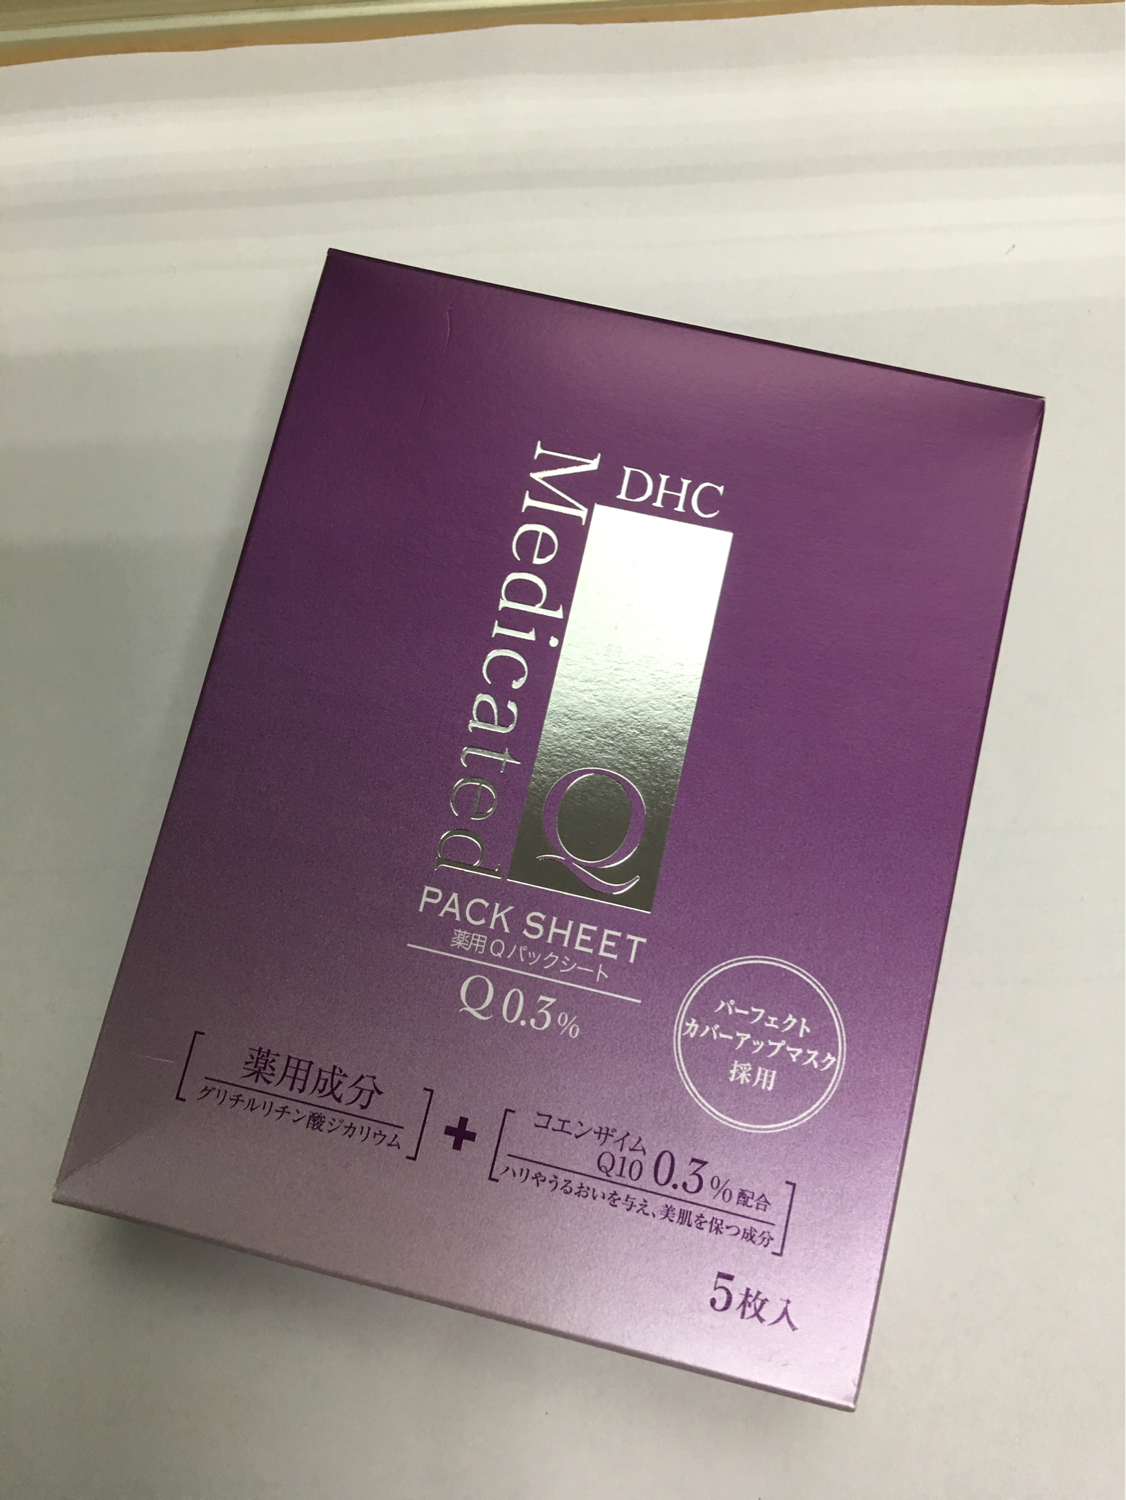 DHC
Medicated
Q
PACK SHEET
薬用Qパックシート
Q 0.3%
パーフェクト
カバーアップマスク
採用
薬用成分
グリチルリチン酸ジカリウム
+
コエンザイム
Q10 0.3%配合
ハリやうるおいを与え、美肌を保つ成分
5枚入